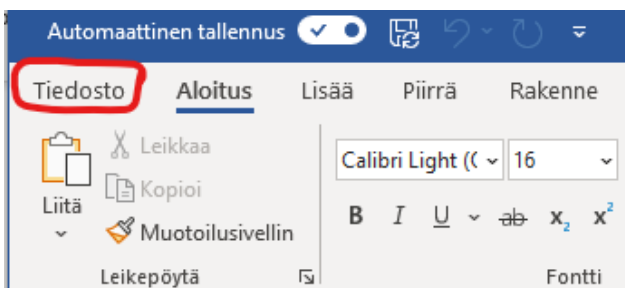 Automaattinen tallennus
Tiedosto Aloitus Lisää Piirrä Rakenne
Leikkaa
Kopioi
Liitä
Muotoilusivellin
Leikepöytä
Calibri Light (( 16
B I U ab x₂ x²
Fontti